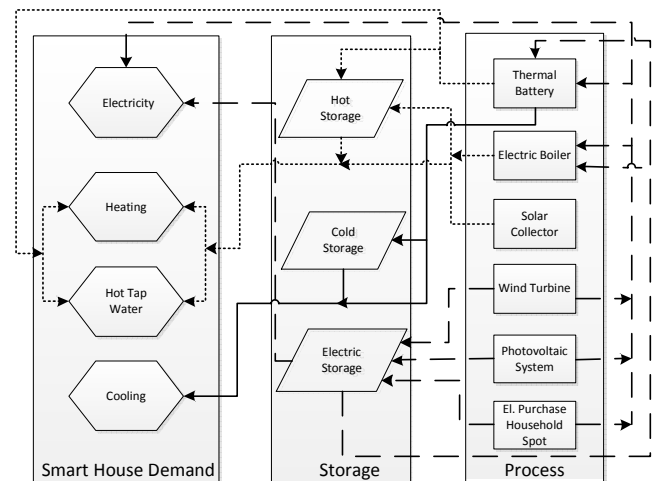 Electricity
Heating
Hot Tap
Water
Cooling
Smart House Demand
Hot
Storage
Cold
Storage
Electric
Storage
Storage
Thermal
Battery
Electric Boiler
Solar
Collector
Wind Turbine
Photovoltaic
System
El. Purchase
Household
Spot
Process